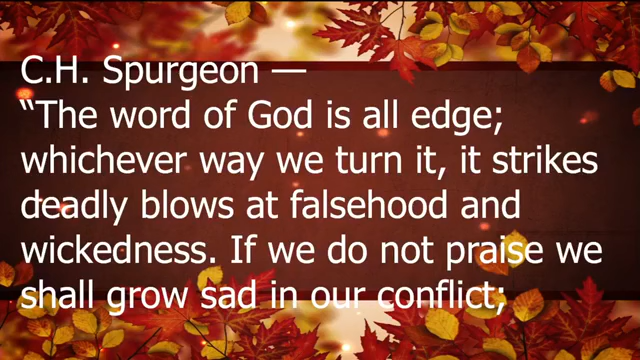 C.H. Spurgeon —
“The word of God is all edge;
whichever way we turn it, it strikes
deadly blows at falsehood and
wickedness. If we do not praise we
shall grow sad in our conflict;